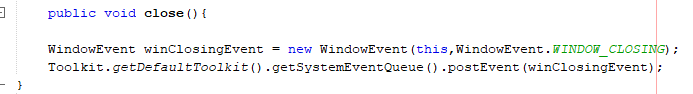 public void close(){
WindowEvent winClosingEvent = new WindowEvent(this,WindowEvent.WINDOW_CLOSING);
Toolkit.getDefaultToolkit().getSystemEventQueue().postEvent(winClosingEvent);
}